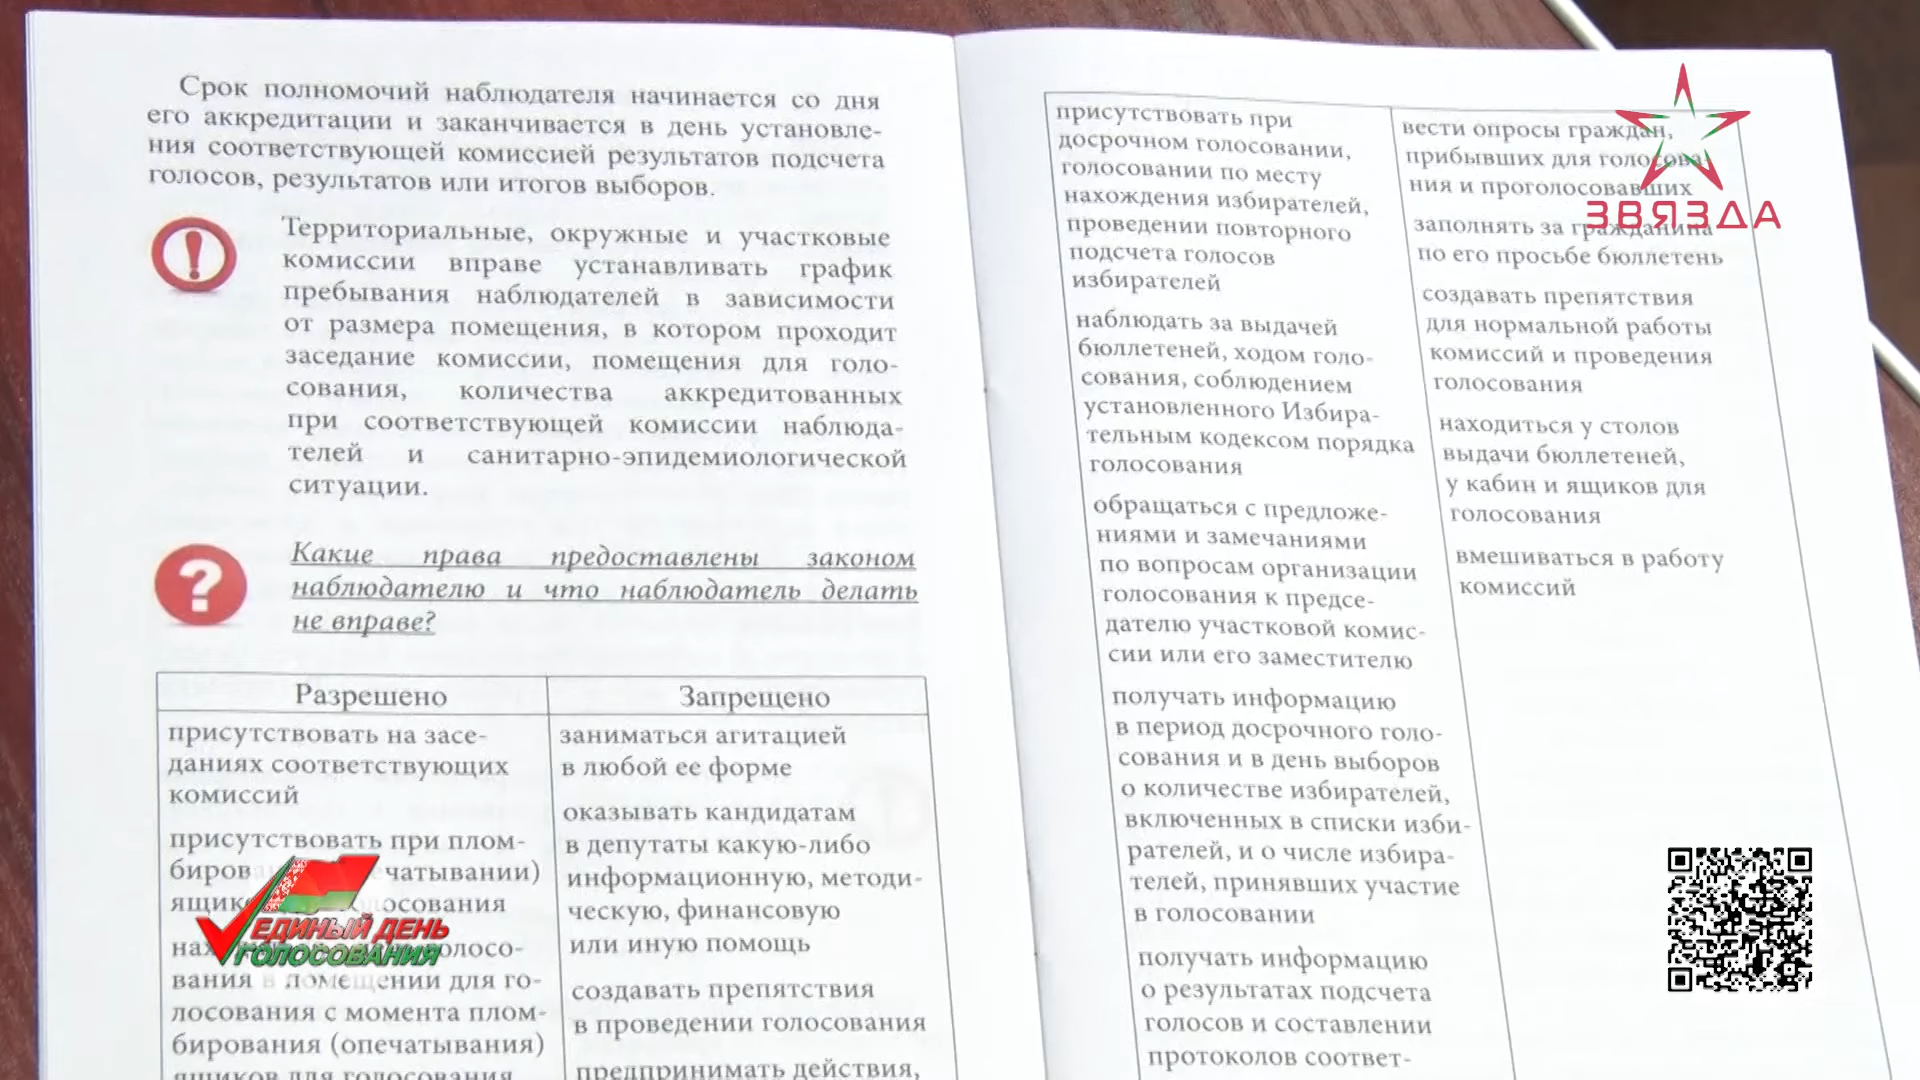 Срок полномочий наблюдателя начинается со дня
его аккредитации и заканчивается в день установле-
ния соответствующей комиссией результатов подсчета
голосов, результатов или итогов выборов.
Территориальные, окружные и участковые
комиссии вправе устанавливать график
пребывания наблюдателей в зависимости
от размера помещения, в котором проходит
заседание комиссии, помещения для голо-
сования, количества аккредитованных
при соответствующей комиссии наблюда-
телей и санитарно-эпидемиологической
ситуации.
Какие права предоставлены законом
наблюдателю и что наблюдатель делать
не вправе?
Разрешено
присутствовать на засе-
даниях соответствующих
комиссий
присутствовать при плом-
ящик голосования
вания в помещении для го-
лосования с момента плом-
бирования (опечатывания)
ящиков для голосования
Запрещено
заниматься агитацией
в любой ее форме
оказывать кандидатам
в депутаты какую-либо
информационную, методи-
ческую, финансовую
или иную помощь
создавать препятствия
в проведении голосования
предпринимать действия,
присутствовать при
досрочном голосовании,
голосовании по месту
нахождения избирателей,
проведении повторного
подсчета голосов
избирателей
наблюдать за выдачей
бюллетеней, ходом голо-
сования, соблюдением
установленного Избира-
тельным кодексом порядка
голосования
обращаться с предложе-
ниями и замечаниями
по вопросам организации
голосования к предсе-
дателю участковой комис-
сии или его заместителю
получать информацию
в период досрочного голо-
сования и в день выборов
о количестве избирателей,
включенных в списки изби-
рателей, и о числе избира-
телей, принявших участие
в голосовании
получать информацию
о результатах подсчета
голосов и составлении
протоколов соответ-
вести опросы граждан,
прибывших для голосова-
ния и проголосовавших
заполнять за гражданина
по его просьбе бюллетень
создавать препятствия
для нормальной работы
комиссий и проведения
голосования
находиться у столов
выдачи бюллетеней,
у кабин и ящиков для
голосования
вмешиваться в работу
комиссий
ЗВЯЗДА
ЕДИНЫЙ ДЕНЬ
ГОЛОСОВАНИЯ